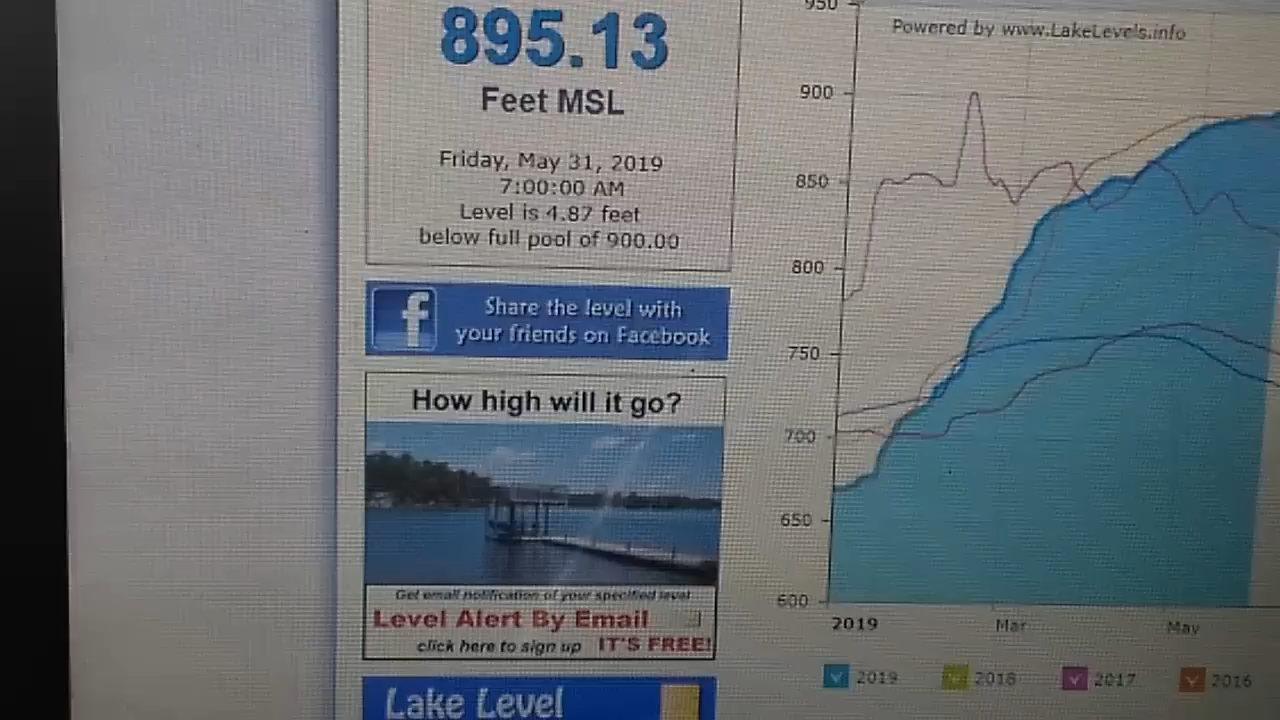 895.13
Feet MSL
Friday, May 31, 2019
7:00:00 AM
Level is 4.87 feet
below full pool of 900.00
Share the level with
your friends on Facebook
How high will it go?
Get email notification of your specified level
Level Alert By Email
click here to sign up IT'S FREE!
Lake Level
Powered by www.LakeLevels.info
950
900
850
800
750
700
650
600
2019 Mar May
2019 2018 2017 2016